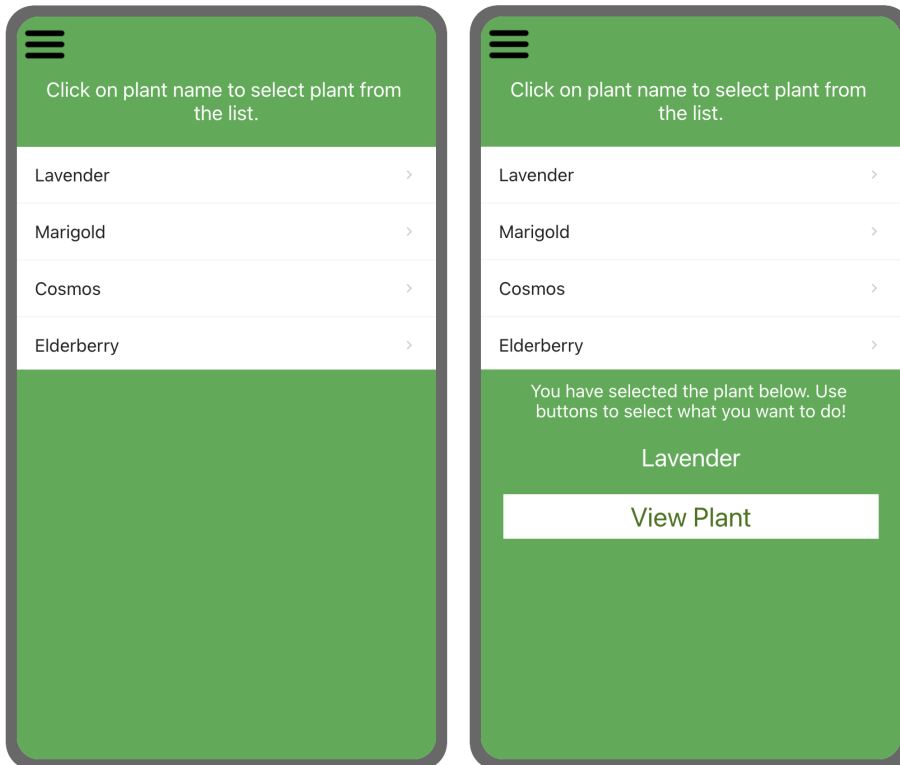 Click on plant name to select plant from
the list.
Lavender
Marigold
Cosmos
Elderberry
Click on plant name to select plant from
the list.
Lavender
Marigold
Cosmos
Elderberry
You have selected the plant below. Use
buttons to select what you want to do!
Lavender
View Plant